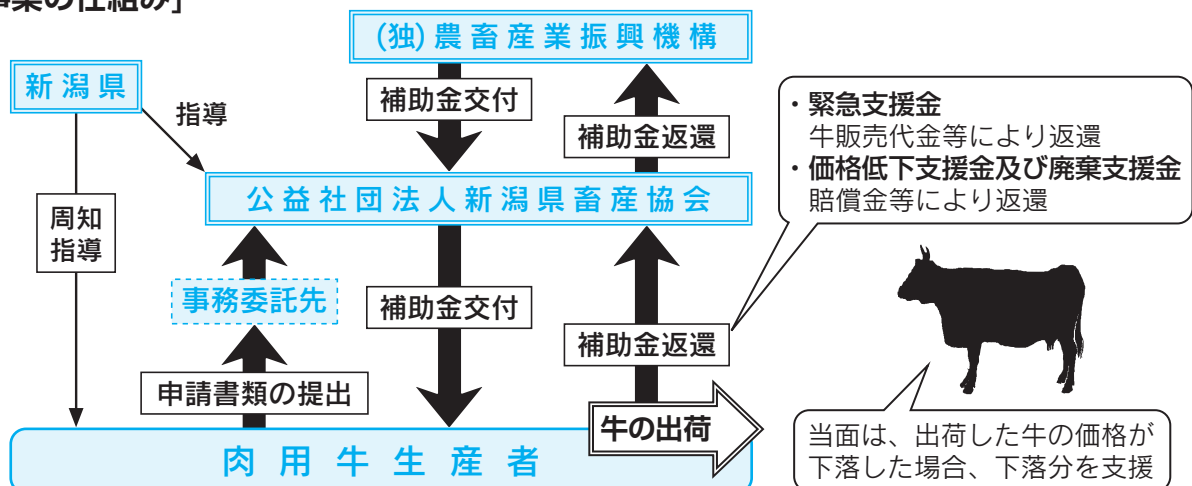 事業の仕組み］
(独)農畜産業振興機構
新潟県
指導
補助金交付
補助金返還
・緊急支援金
牛販売代金等により返還
・価格低下支援金及び廃棄支援金
賠償金等により返還
公益社団法人新潟県畜産協会
周知
指導
事務委託先
補助金交付
補助金返還
申請書類の提出
牛の出荷
肉用牛生産者
当面は、出荷した牛の価格が
下落した場合、下落分を支援